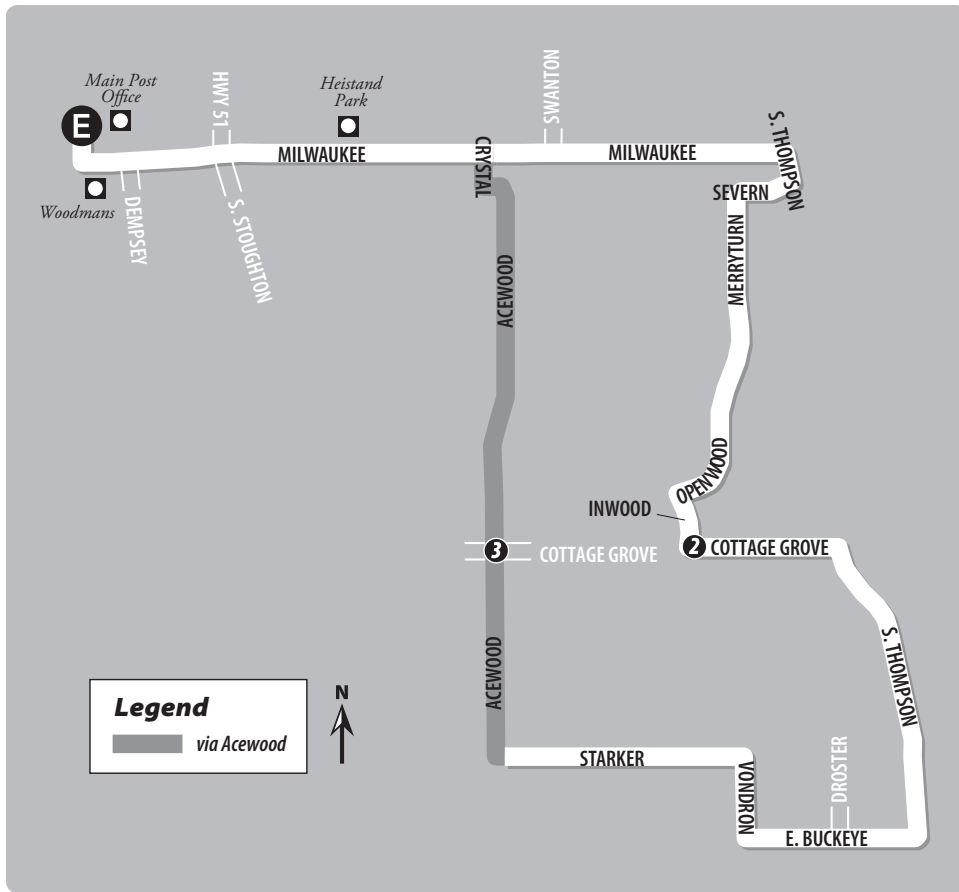 Main Post
Office
E
HWY 51
Heistand
Park
SWANTON
S. THOMPSON
MILWAUKEE
CRYSTAL
MILWAUKEE
Woodmans
DEMPSEY
S. STOUGHTON
SEVERN
MERRYTURN
ACEWOOD
OPENWOOD
INWOOD
3
COTTAGE GROVE
2
COTTAGE GROVE
ACEWOOD
S. THOMPSON
Legend
via Acewood
N
STARKER
VONDRON
DROSTER
E. BUCKEYE